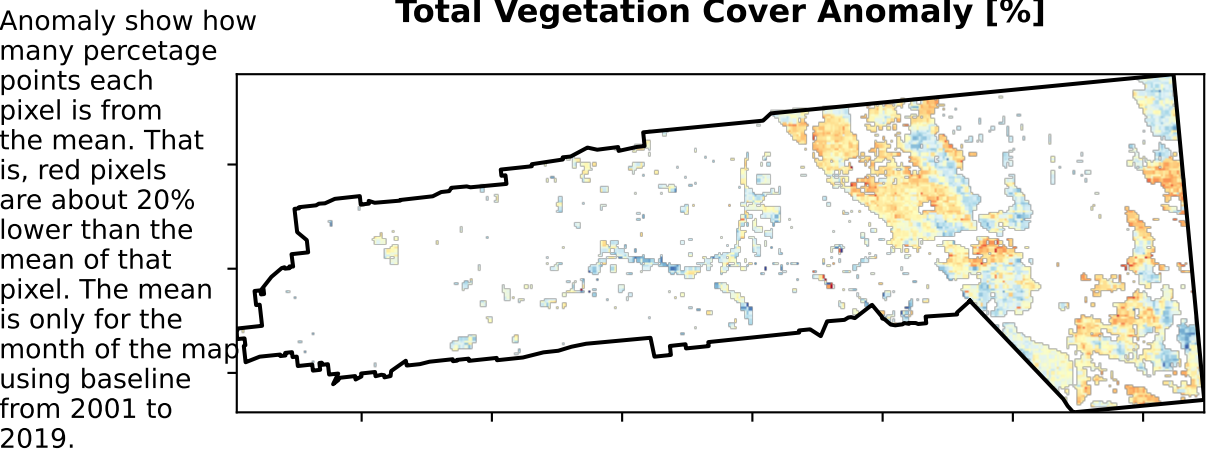 Total Vegetation Cover Anomaly [%]
Anomaly show how
many percetage
points each
pixel is from
the mean. That
is, red pixels
are about 20%
lower than the
mean of that
pixel. The mean
is only for the
month of the map
using baseline
from 2001 to
2019.